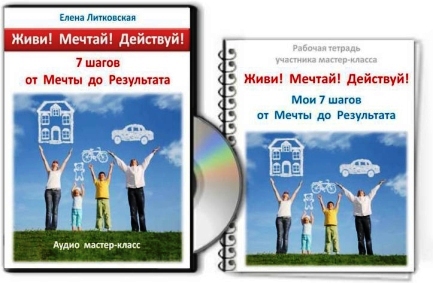 Елена Литковская
Живи! Мечтай! Действуй!
7 шагов
от Мечты до Результата
Аудио мастер-класс
Рабочая тетрадь
участника мастер-класса
Живи! Мечтай! Действуй!
Мои 7 шагов
от Мечты до Результата